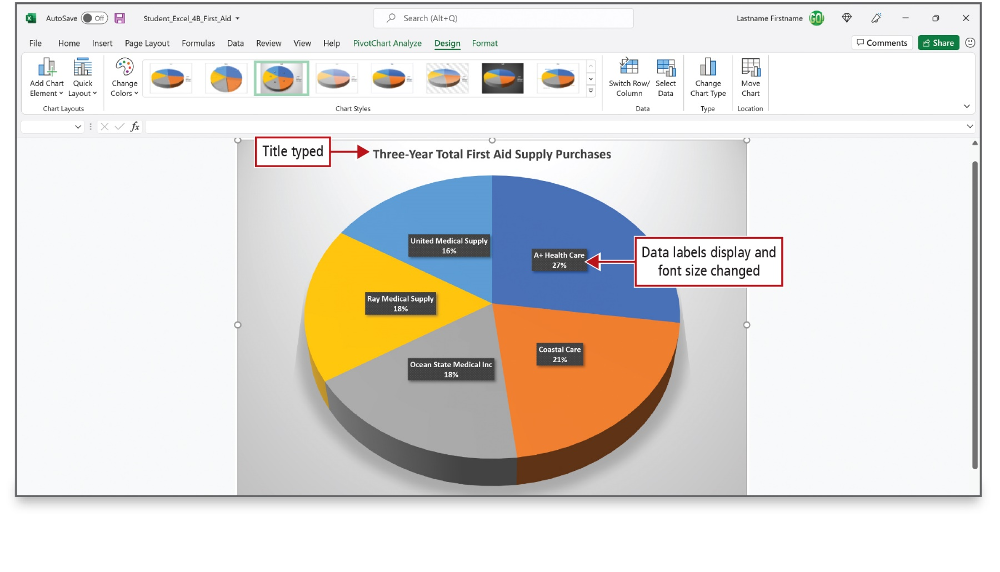 AutoSave Off Student_Excel_4B_First_Aid Search (Alt+Q) Lastname Firstname GO!
File Home Insert Page Layout Formulas Data Review View Help PivotChart Analyze Design Format Comments Share
Add Chart
Element
Quick
Layout
Chart Layouts
Change
Colors
Chart Styles
Switch Row/
Column
Select
Data
Data
Change
Chart Type
Type
Move
Chart
Location
fx
Title typed
Three-Year Total First Aid Supply Purchases
United Medical Supply
16%
A+ Health Care
27%
Data labels display and
font size changed
Ray Medical Supply
18%
Coastal Care
21%
Ocean State Medical Inc
18%